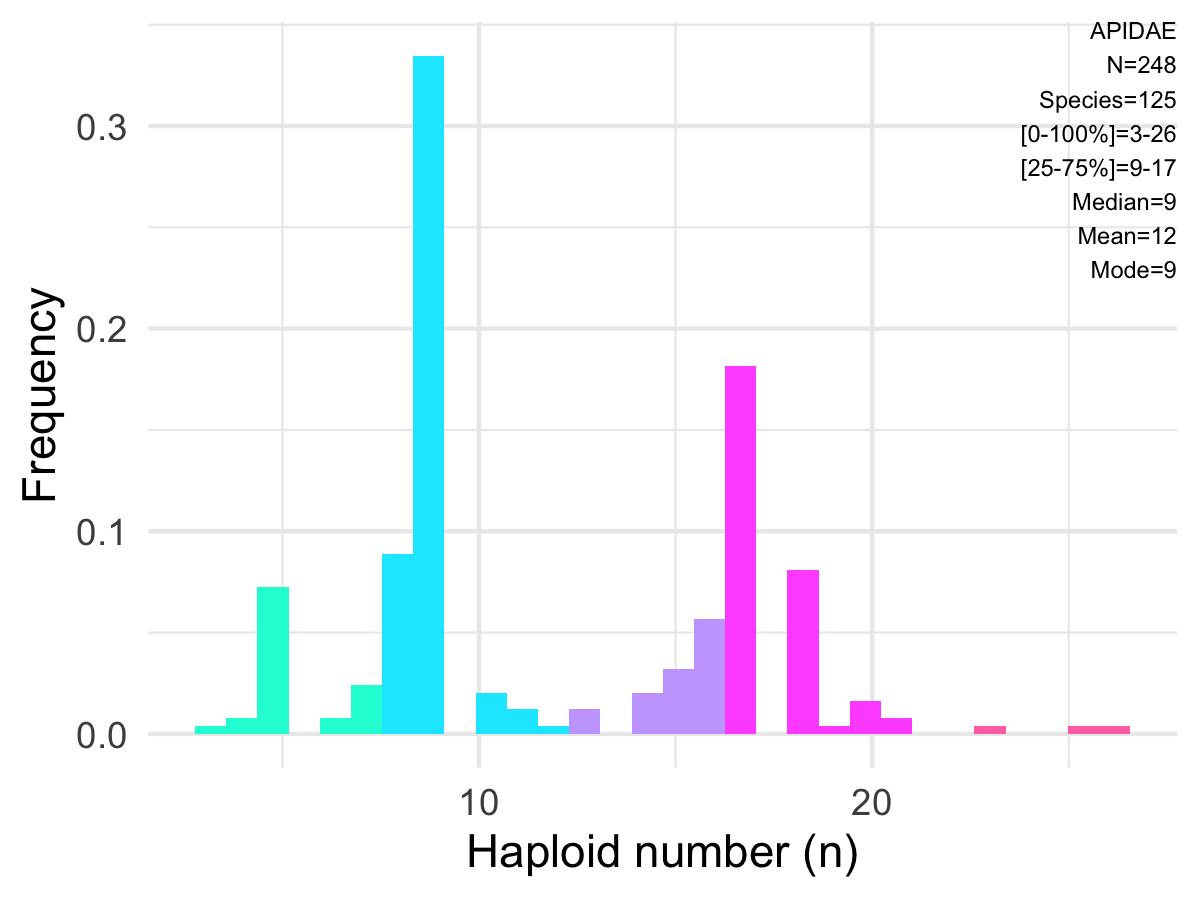 APIDAE
N=248
Species=125
[0-100%]=3-26
[25-75%]=9-17
Median=9
Mean=12
Mode=9
Frequency
0.3
0.2
0.1
0.0
10 20
Haploid number (n)